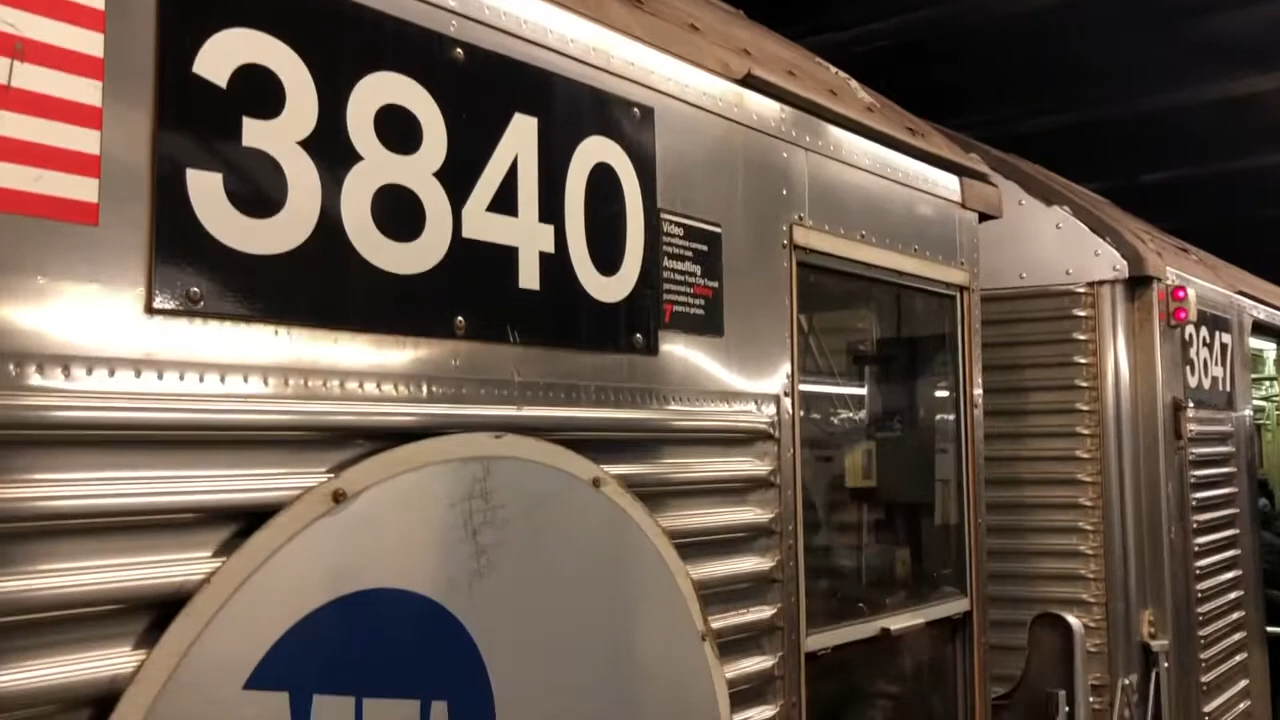 3840
Video
surveillance cameras
may be in use.
Assaulting
MTA New York City Transit
personnel is a felony
punishable by up to
7 years in prison.
3647